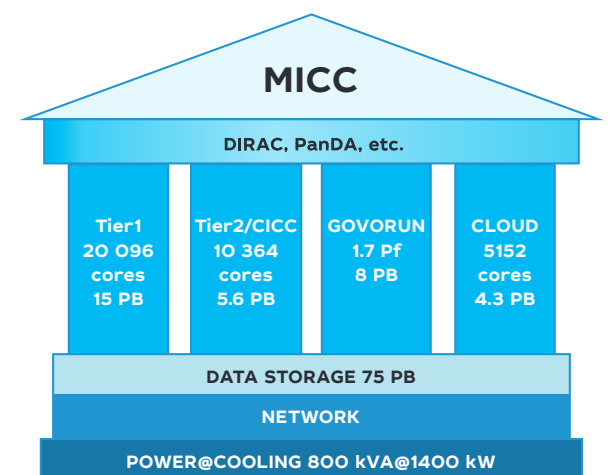 MICC
DIRAC, PanDA, etc.
Tier1
20 096
cores
15 PB
Tier2/CICC
10 364
cores
5.6 PB
GOVORUN
1.7 Pf
8 PB
CLOUD
5152
cores
4.3 PB
DATA STORAGE 75 PB
NETWORK
POWER@COOLING 800 kVA@1400 kW